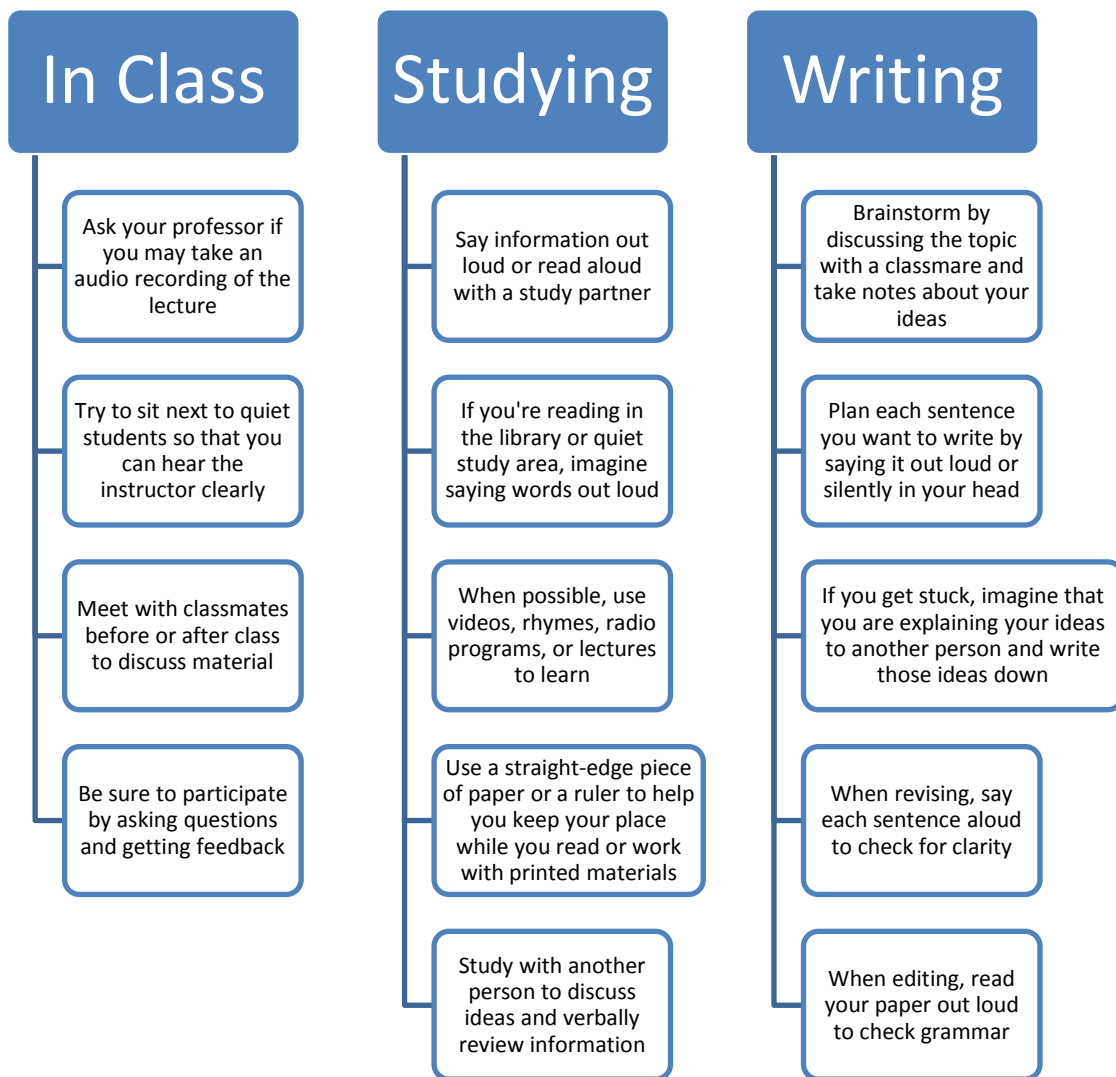 In Class
Ask your professor if
you may take an
audio recording of the
lecture
Try to sit next to quiet
students so that you
can hear the
instructor clearly
Meet with classmates
before or after class
to discuss material
Be sure to participate
by asking questions
and getting feedback
Studying
Say information out
loud or read aloud
with a study partner
If you're reading in
the library or quiet
study area, imagine
saying words out loud
When possible, use
videos, rhymes, radio
programs, or lectures
to learn
Use a straight-edge piece
of paper or a ruler to help
you keep your place
while you read or work
with printed materials
Study with another
person to discuss
ideas and verbally
review information
Writing
Brainstorm by
discussing the topic
with a classmare and
take notes about your
ideas
Plan each sentence
you want to write by
saying it out loud or
silently in your head
If you get stuck, imagine that
you are explaining your ideas
to another person and write
those ideas down
When revising, say
each sentence aloud
to check for clarity
When editing, read
your paper out loud
to check grammar